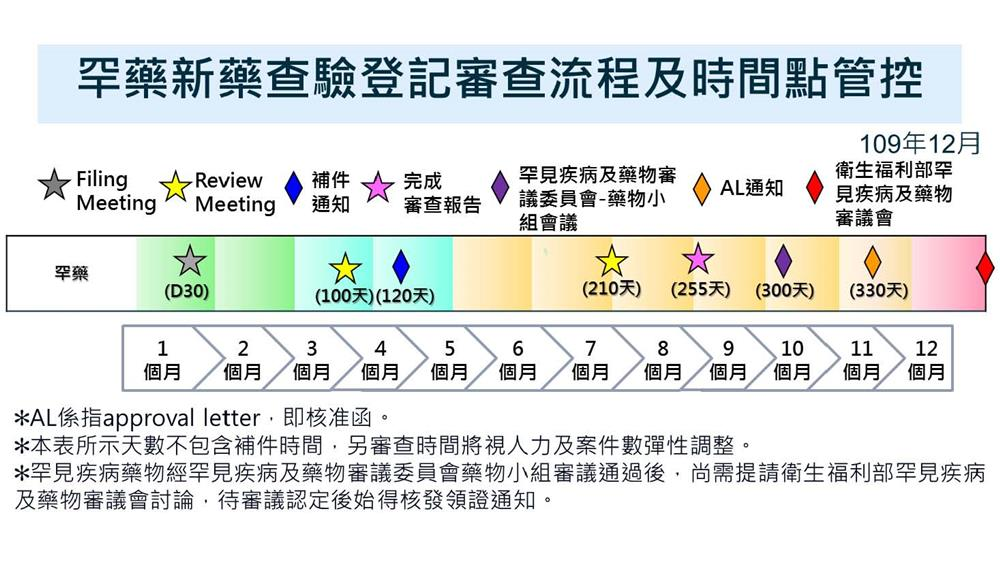 罕藥新藥查驗登記審查流程及時間點管控
109年12月
Filing
Meeting
Review
Meeting
補件
通知
完成
審查報告
罕見疾病及藥物審
議委員會-藥物小
組會議
AL通知
衛生福利部罕
見疾病及藥物
審議會
罕藥
(D30)
(100天)
(120天)
(210天)
(255天)
(300天)
(330天)
1
個月
2
個月
3
個月
4
個月
5
個月
6
個月
7
個月
8
個月
9
個月
10
個月
11
個月
12
個月
＊AL係指approval letter，即核准函。
＊本表所示天數不包含補件時間，另審查時間將視人力及案件數彈性調整。
＊罕見疾病藥物經罕見疾病及藥物審議委員會藥物小組審議通過後，尚需提請衛生福利部罕見疾病
及藥物審議會討論，待審議認定後始得核發領證通知。